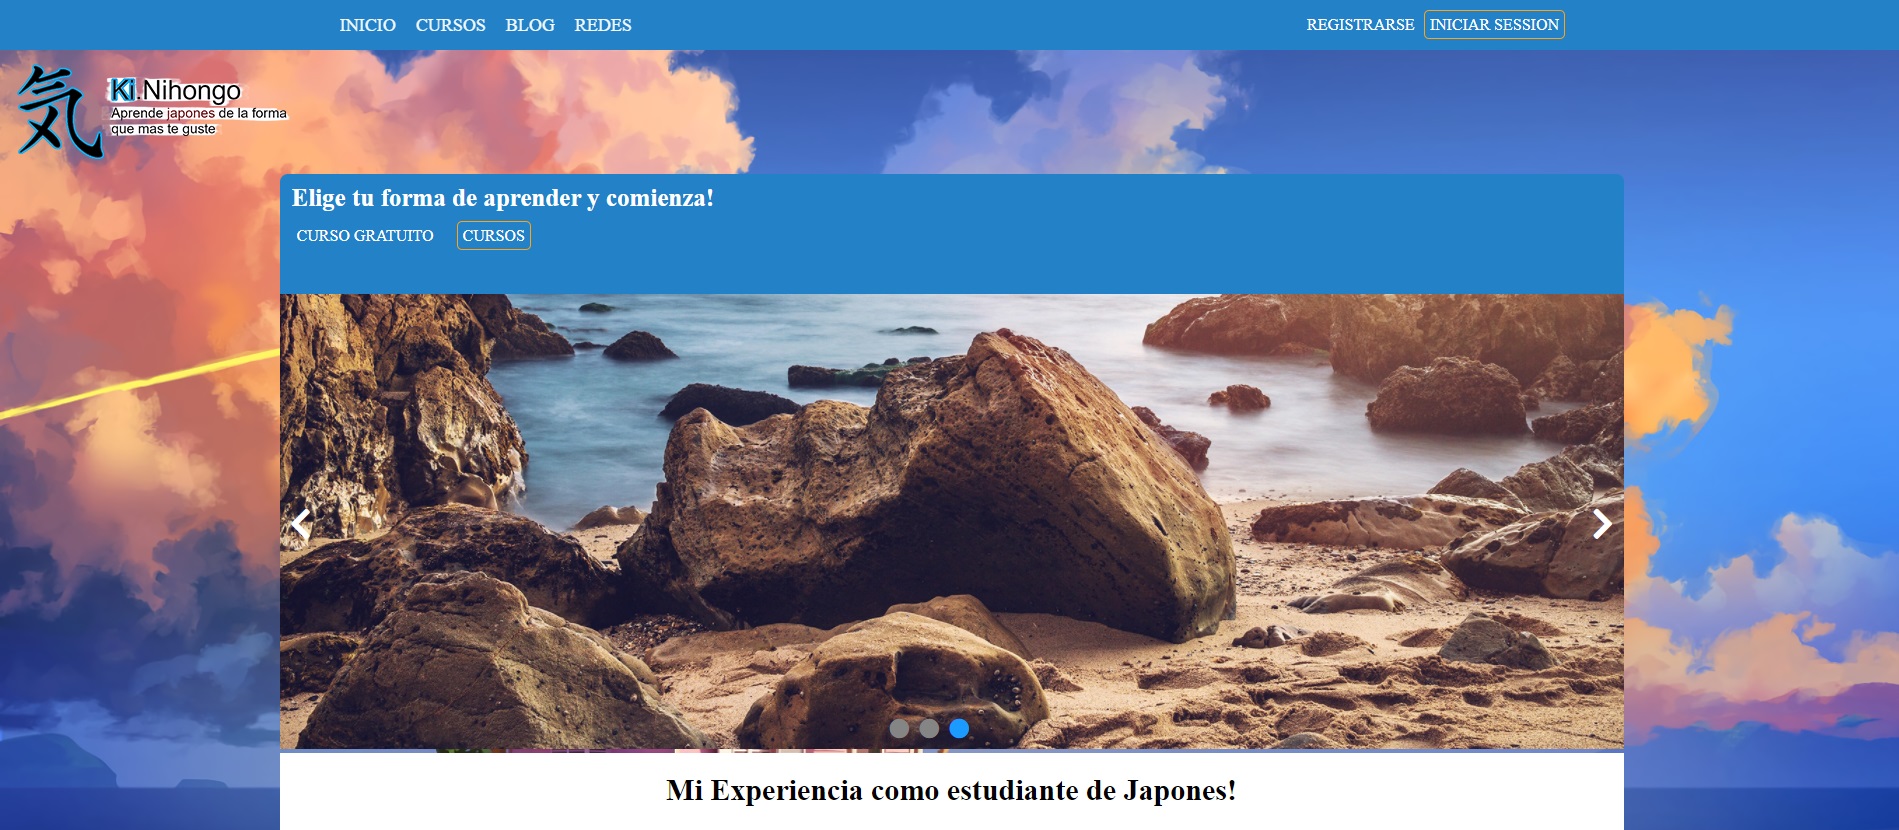 INICIO CURSOS BLOG REDES REGISTRARSE INICIAR SESSION
気
Ki.Nihongo
Aprende japones de la forma
que mas te guste
Elige tu forma de aprender y comienza!
CURSO GRATUITO CURSOS
Mi Experiencia como estudiante de Japones!